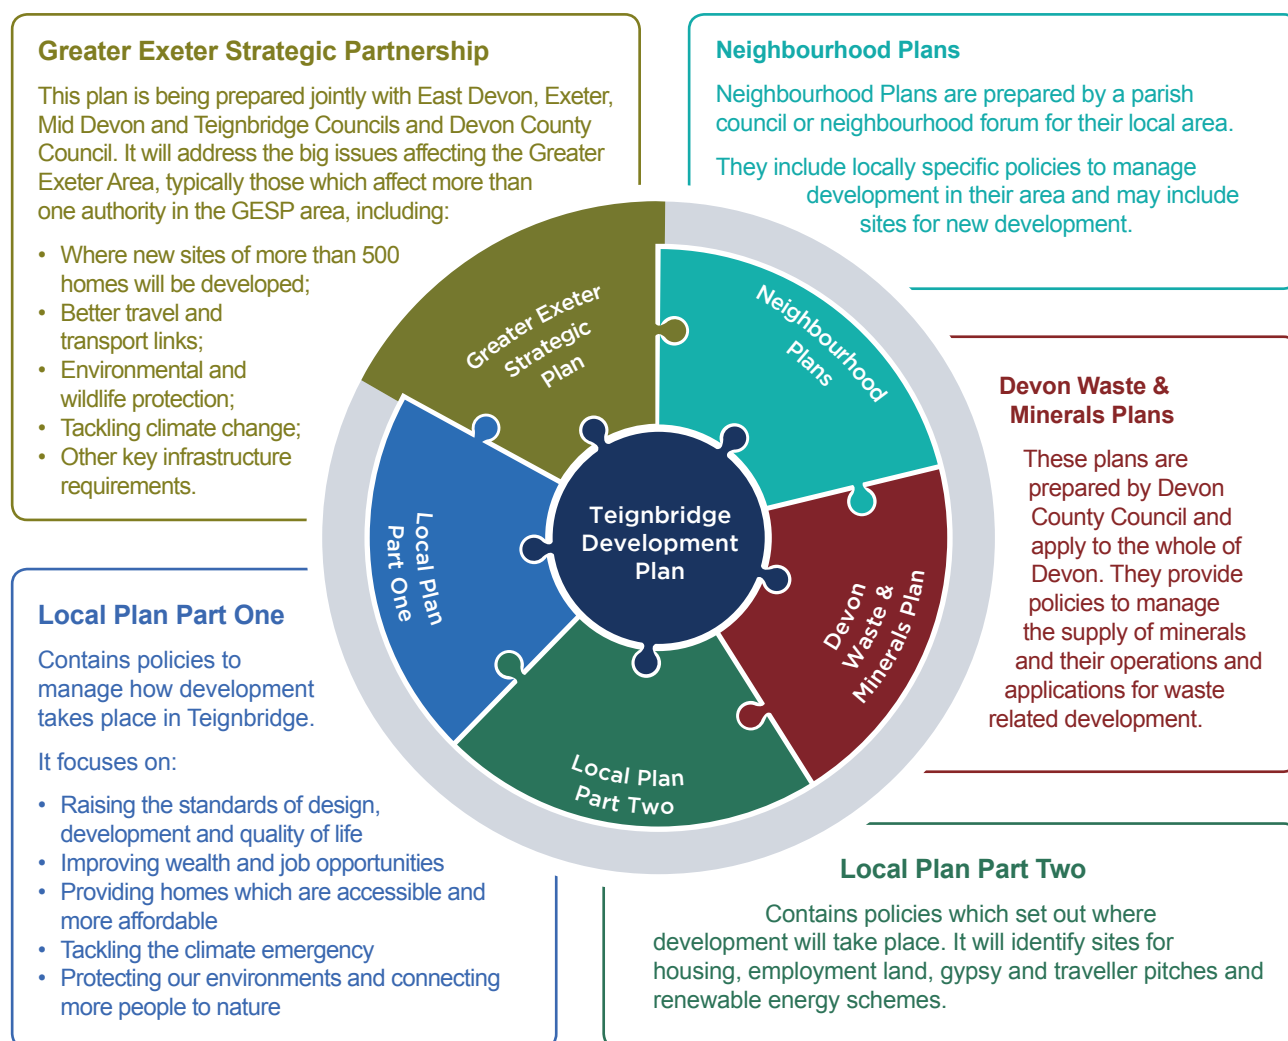 Greater Exeter Strategic Partnership
This plan is being prepared jointly with East Devon, Exeter,
Mid Devon and Teignbridge Councils and Devon County
Council. It will address the big issues affecting the Greater
Exeter Area, typically those which affect more than
one authority in the GESP area, including:
• Where new sites of more than 500
homes will be developed;
• Better travel and
transport links;
• Environmental and
wildlife protection;
• Tackling climate change;
• Other key infrastructure
requirements.
Neighbourhood Plans
Neighbourhood Plans are prepared by a parish
council or neighbourhood forum for their local area.
They include locally specific policies to manage
development in their area and may include
sites for new development.
Greater Exeter
Strategic
Plan
Neighbourhood
Plans
Devon
Waste &
Minerals Plan
Local Plan
Part Two
Local Plan
Part One
Teignbridge
Development
Plan
Devon Waste &
Minerals Plans
These plans are
prepared by Devon
County Council and
apply to the whole of
Devon. They provide
policies to manage
the supply of minerals
and their operations and
applications for waste
related development.
Local Plan Part One
Contains policies to
manage how development
takes place in Teignbridge.
It focuses on:
• Raising the standards of design,
development and quality of life
• Improving wealth and job opportunities
• Providing homes which are accessible and
more affordable
• Tackling the climate emergency
• Protecting our environments and connecting
more people to nature
Local Plan Part Two
Contains policies which set out where
development will take place. It will identify sites for
housing, employment land, gypsy and traveller pitches and
renewable energy schemes.